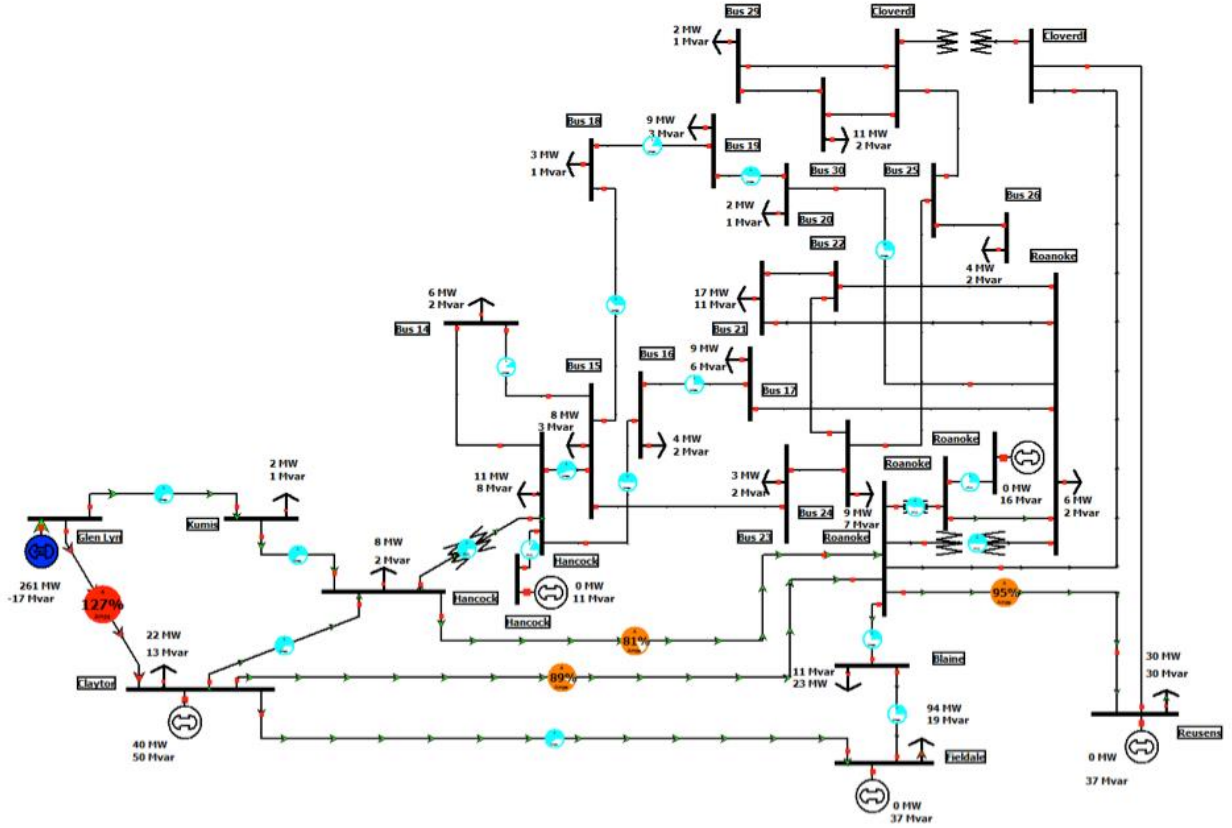 Bus 29
Cloverdl
2 MW
1 Mvar
Cloverdl
Bus 18
9 MW
3 Mvar
11 MW
2 Mvar
Bus 19
3 MW
1 Mvar
Bus 30
Bus 25
Bus 26
2 MW
1 Mvar
Bus 20
Bus 22
Roanoke
4 MW
2 Mvar
6 MW
2 Mvar
17 MW
11 Mvar
Bus 14
Bus 21
Bus 15
Bus 16
9 MW
6 Mvar
Bus 17
8 MW
3 Mvar
4 MW
2 Mvar
Roanoke
2 MW
1 Mvar
11 MW
8 Mvar
3 MW
2 Mvar
Roanoke
0 MW
16 Mvar
6 MW
2 Mvar
Glen Lyn
Kumis
Bus 24
9 MW
7 Mvar
Bus 23
Roanoke
8 MW
2 Mvar
Hancock
0 MW
11 Mvar
261 MW
-17 Mvar
127%
Hancock
Hancock
95%
22 MW
13 Mvar
81%
Claytor
89%
11 Mvar
23 MW
Blaine
30 MW
30 Mvar
94 MW
19 Mvar
40 MW
50 Mvar
Reusens
Fieldale
0 MW
37 Mvar
0 MW
37 Mvar